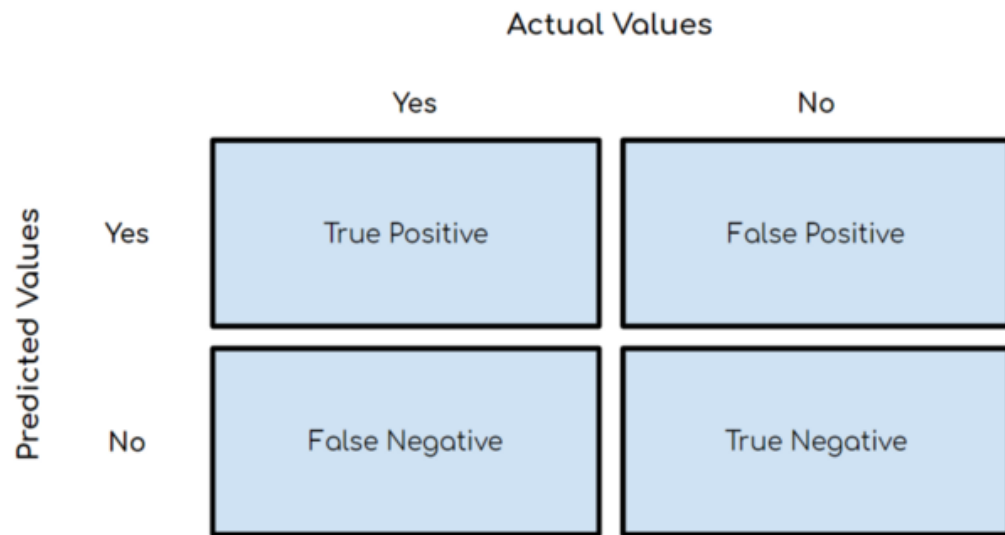 Actual Values
Yes No
Predicted Values
Yes True Positive False Positive
No False Negative True Negative